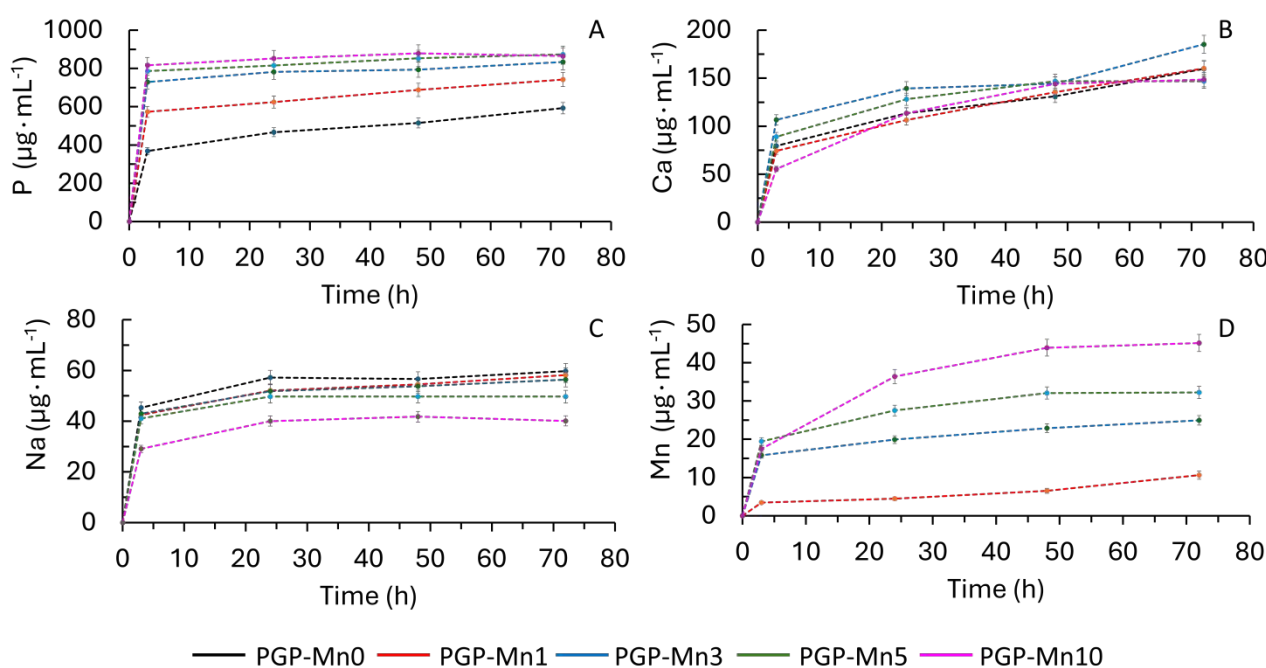 A
P (µg· mL⁻¹)
1000
800
600
400
200
0
0 10 20 30 40 50 60 70 80
Time (h)
B
Ca (µg· mL⁻¹)
200
150
100
50
0
0 10 20 30 40 50 60 70 80
Time (h)
C
Na (µg· mL⁻¹)
80
60
40
20
0
0 10 20 30 40 50 60 70 80
Time (h)
D
Mn (µg· mL⁻¹)
50
40
30
20
10
0
0 10 20 30 40 50 60 70 80
Time (h)
PGP-Mn0 PGP-Mn1 PGP-Mn3 PGP-Mn5 PGP-Mn10